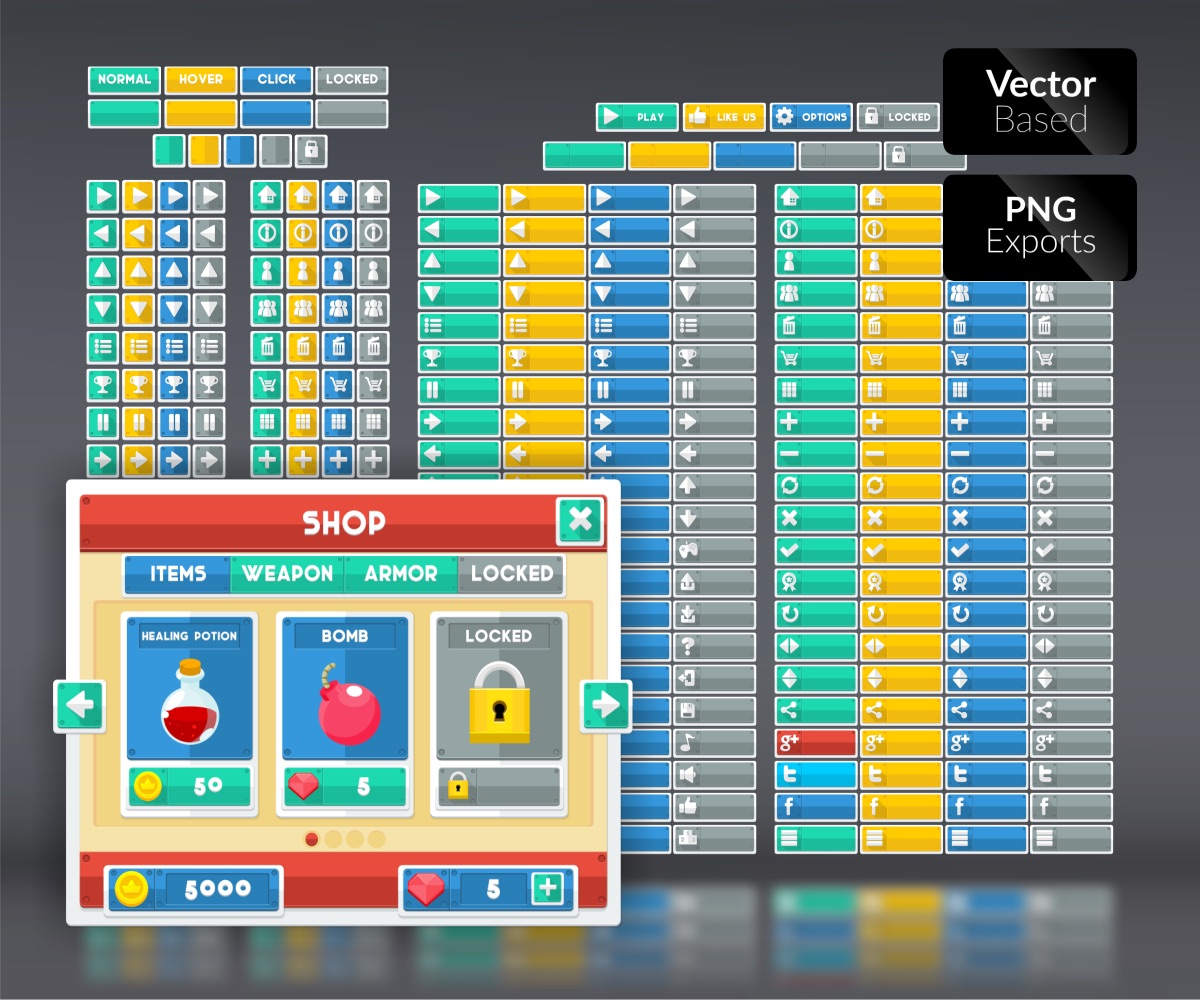 NORMAL HOVER CLICK LOCKED
Vector
Based
PLAY LIKE US OPTIONS LOCKED
PNG
Exports
SHOP
ITEMS WEAPON ARMOR LOCKED
HEALING POTION BOMB LOCKED
50 5
5000 5
g+ g+ g+ g+